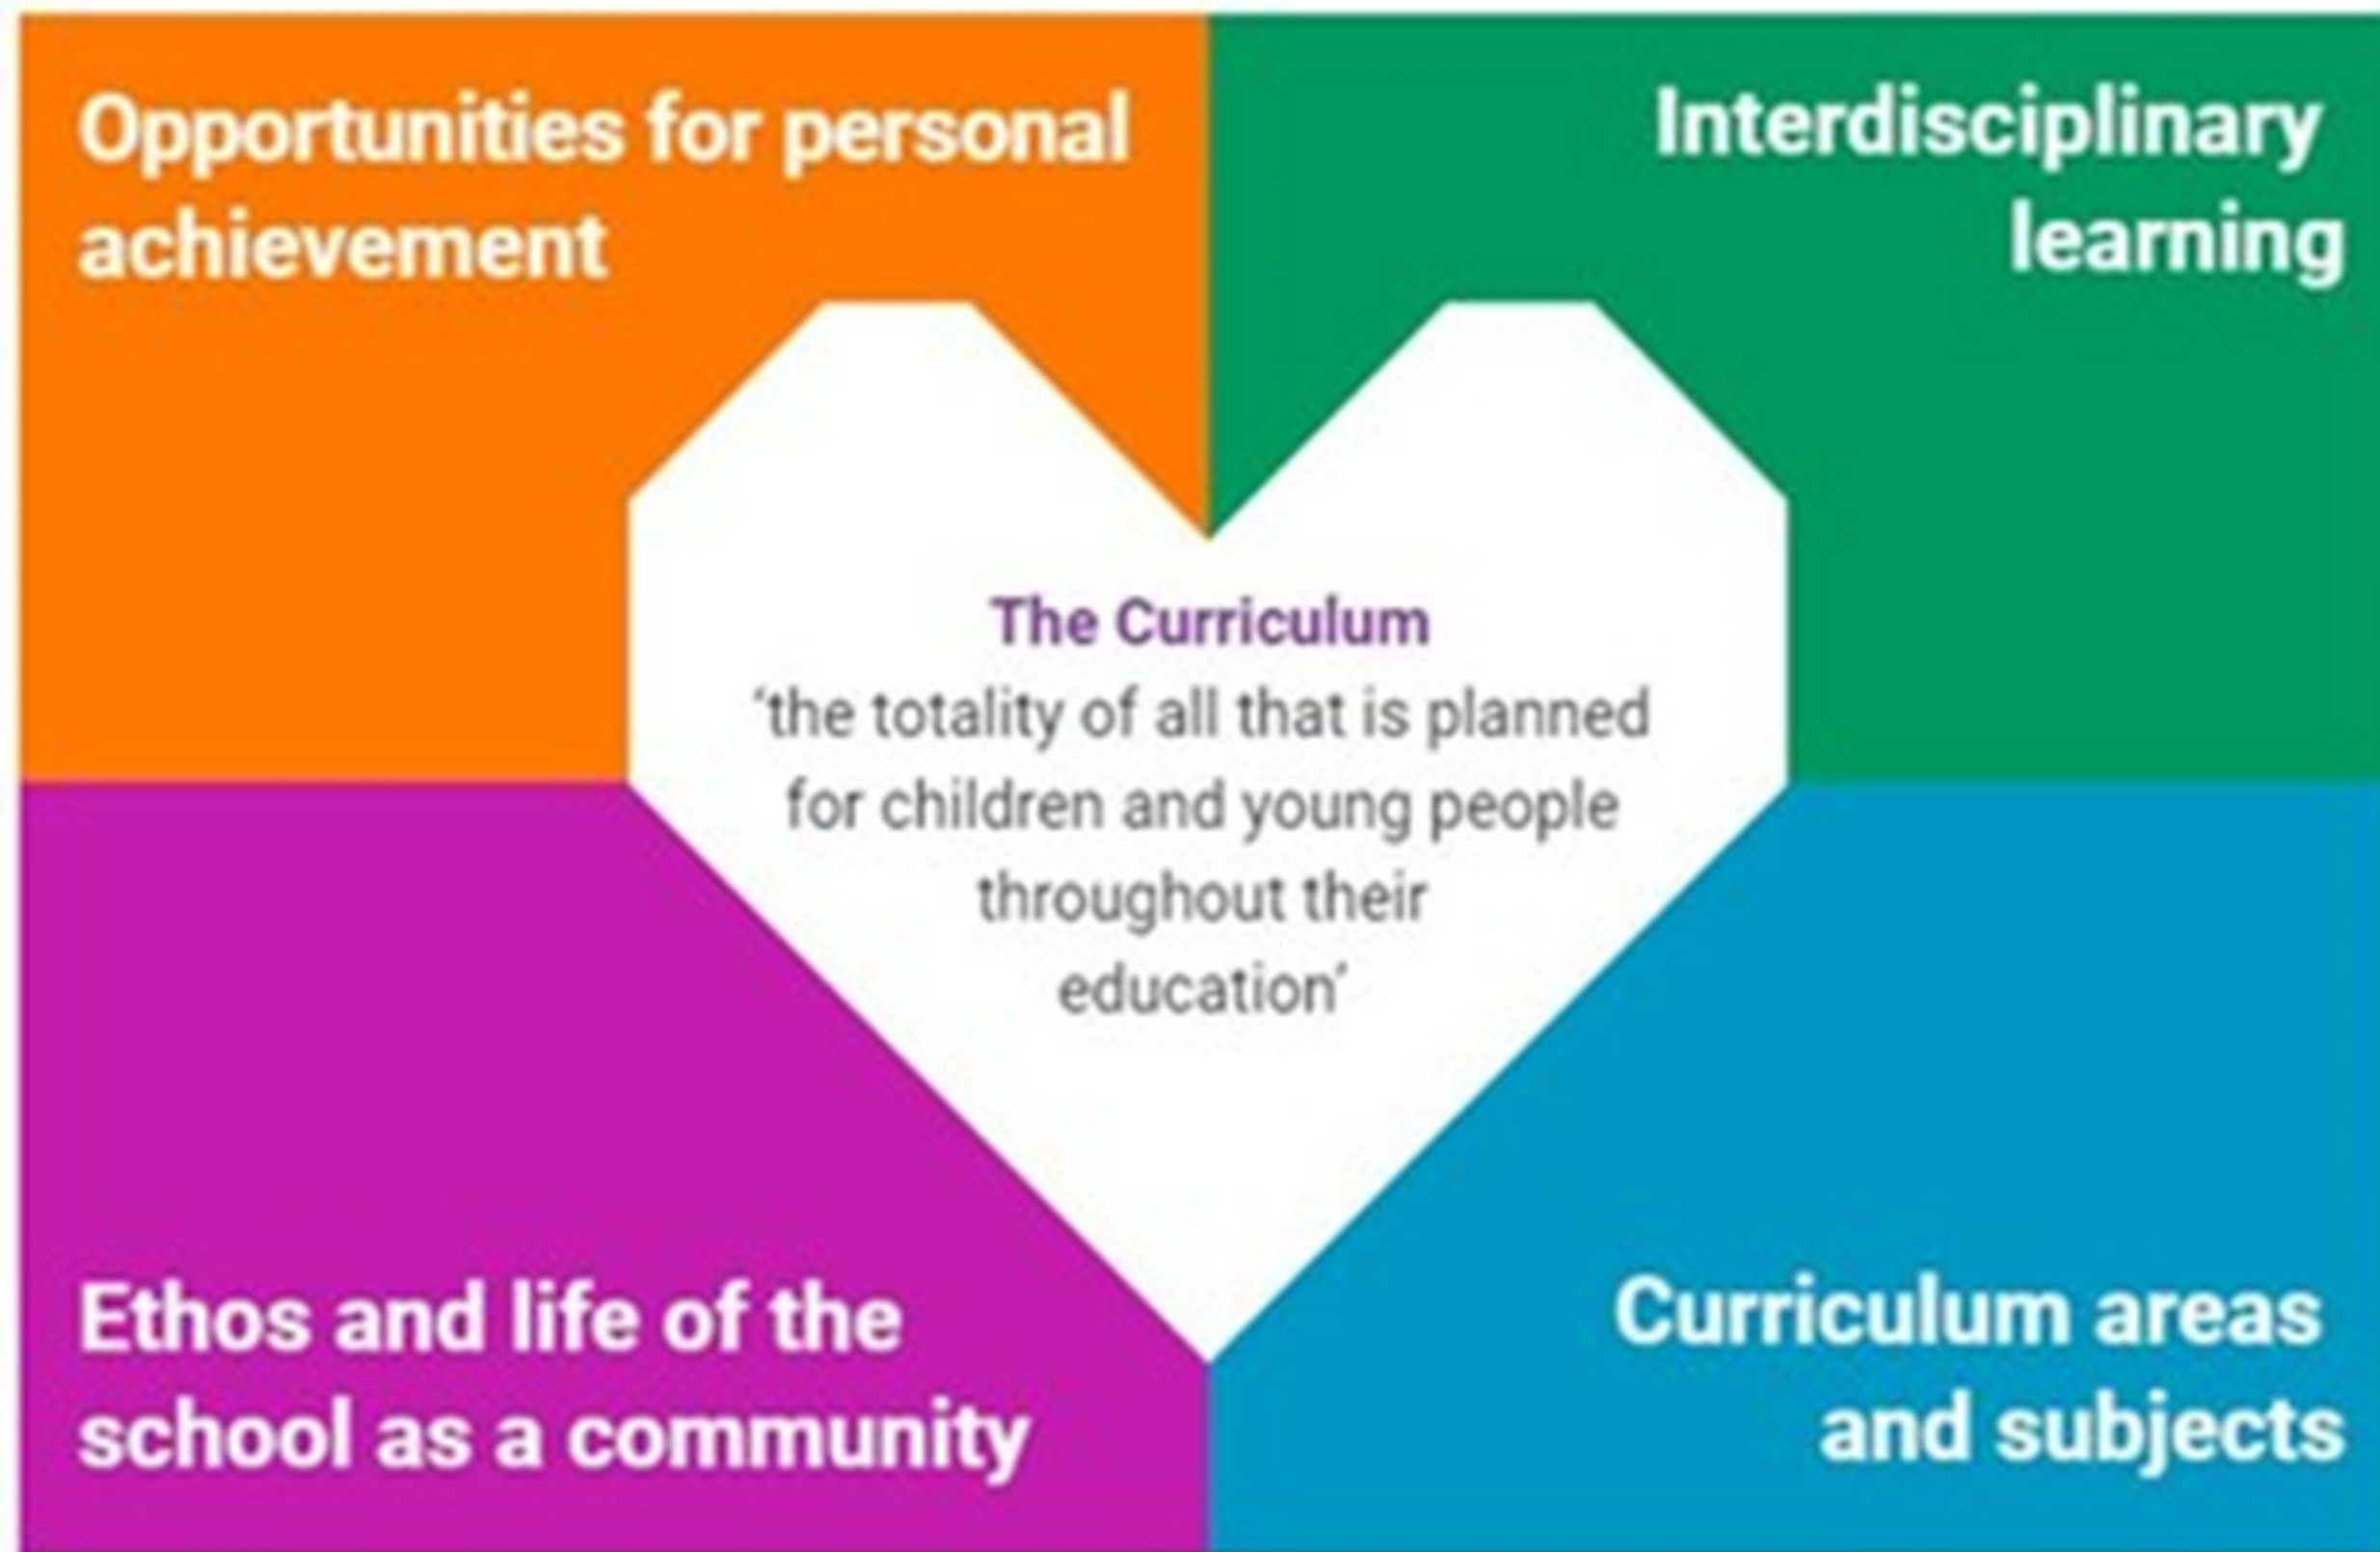 Opportunities for personal
achievement
Interdisciplinary
learning
The Curriculum
‘the totality of all that is planned
for children and young people
throughout their
education’
Ethos and life of the
school as a community
Curriculum areas
and subjects